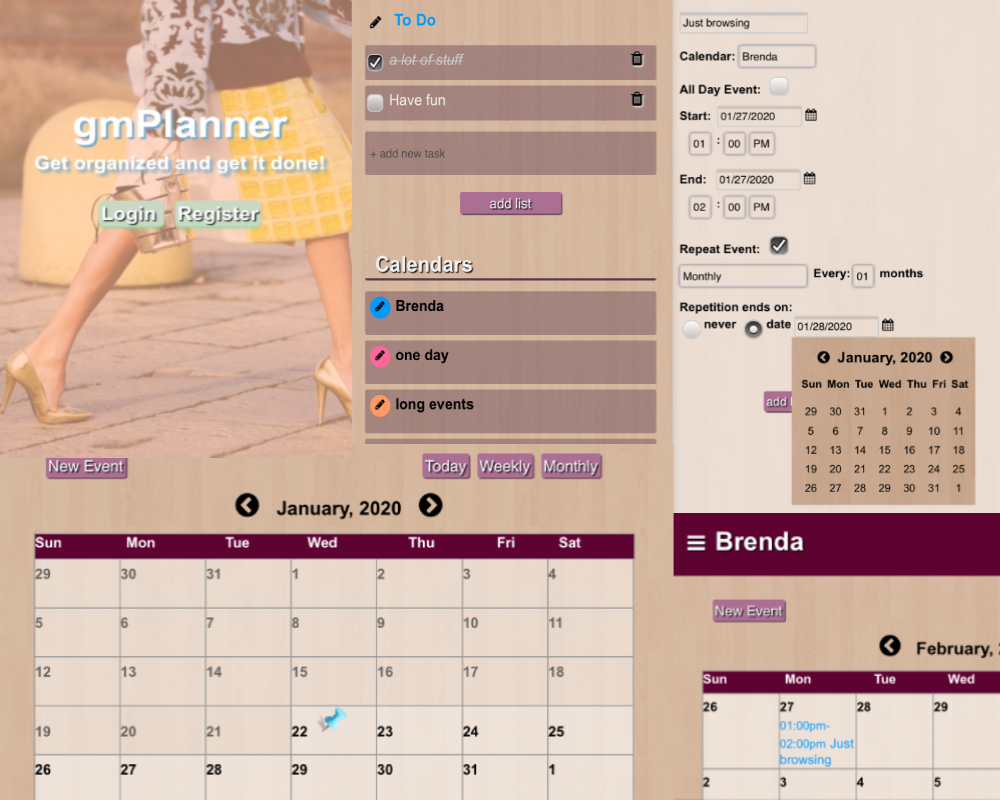 gmPlanner
Get organized and get it done!
Login Register
To Do
a lot of stuff
Have fun
+ add new task
add list
Calendars
Brenda
one day
long events
Just browsing
Calendar: Brenda
All Day Event:
Start: 01/27/2020
01 : 00 PM
End: 01/27/2020
02 : 00 PM
Repeat Event:
Monthly Every: 01 months
Repetition ends on:
never date 01/28/2020
January, 2020
Sun Mon Tue Wed Thu Fri Sat
29 30 31 1 2 3 4
5 6 7 8 9 10 11
12 13 14 15 16 17 18
19 20 21 22 23 24 25
26 27 28 29 30 31 1
add
New Event Today Weekly Monthly
January, 2020
Sun Mon Tue Wed Thu Fri Sat
29 30 31 1 2 3 4
5 6 7 8 9 10 11
12 13 14 15 16 17 18
19 20 21 22 23 24 25
26 27 28 29 30 31 1
Brenda
New Event
February,
Sun Mon Tue Wed
26 27 28 29
01:00pm-
02:00pm Just
browsing
2 3 4 5